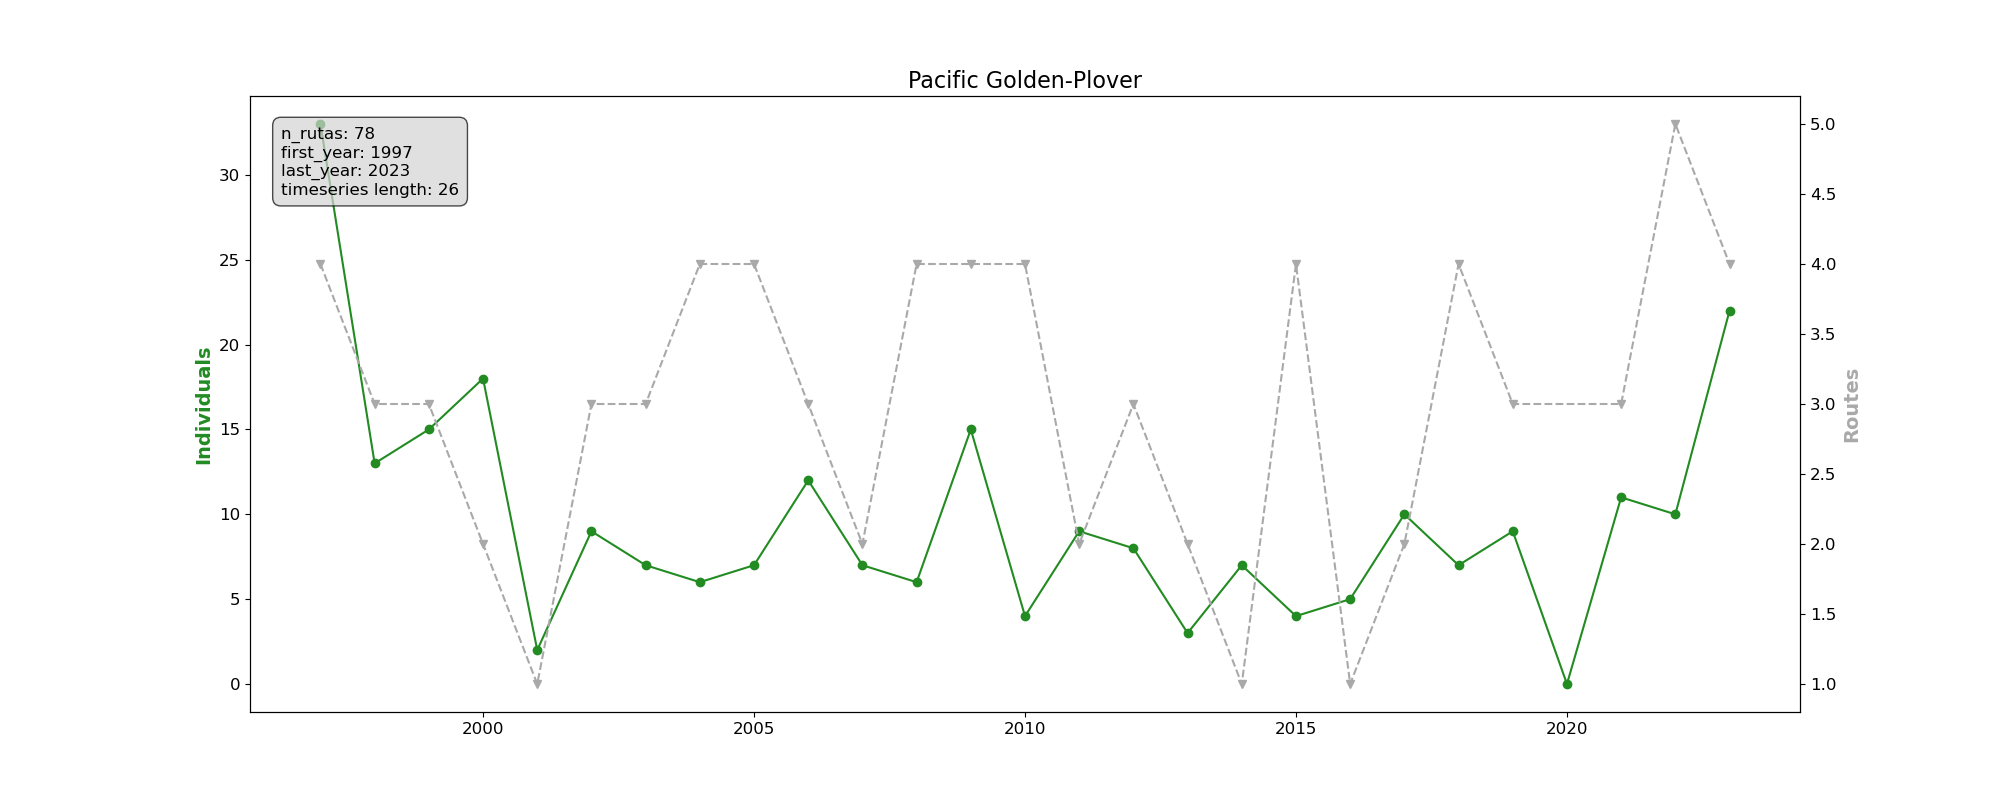 Pacific Golden-Plover
n_rutas: 78
first_year: 1997
last_year: 2023
timeseries length: 26
Individuals
30
25
20
15
10
5
0
5.0
4.5
4.0
3.5
3.0
2.5
2.0
1.5
1.0
Routes
2000 2005 2010 2015 2020